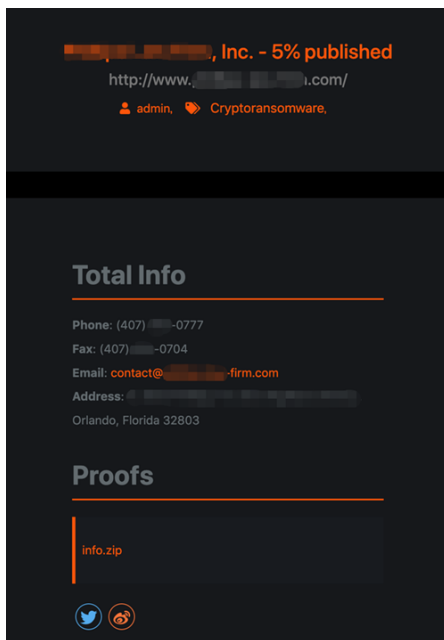 , Inc. - 5% published
http://www. .com/
admin, Cryptoransomware,
Total Info
Phone: (407) -0777
Fax: (407) -0704
Email: contact@ -firm.com
Address:
Orlando, Florida 32803
Proofs
info.zip